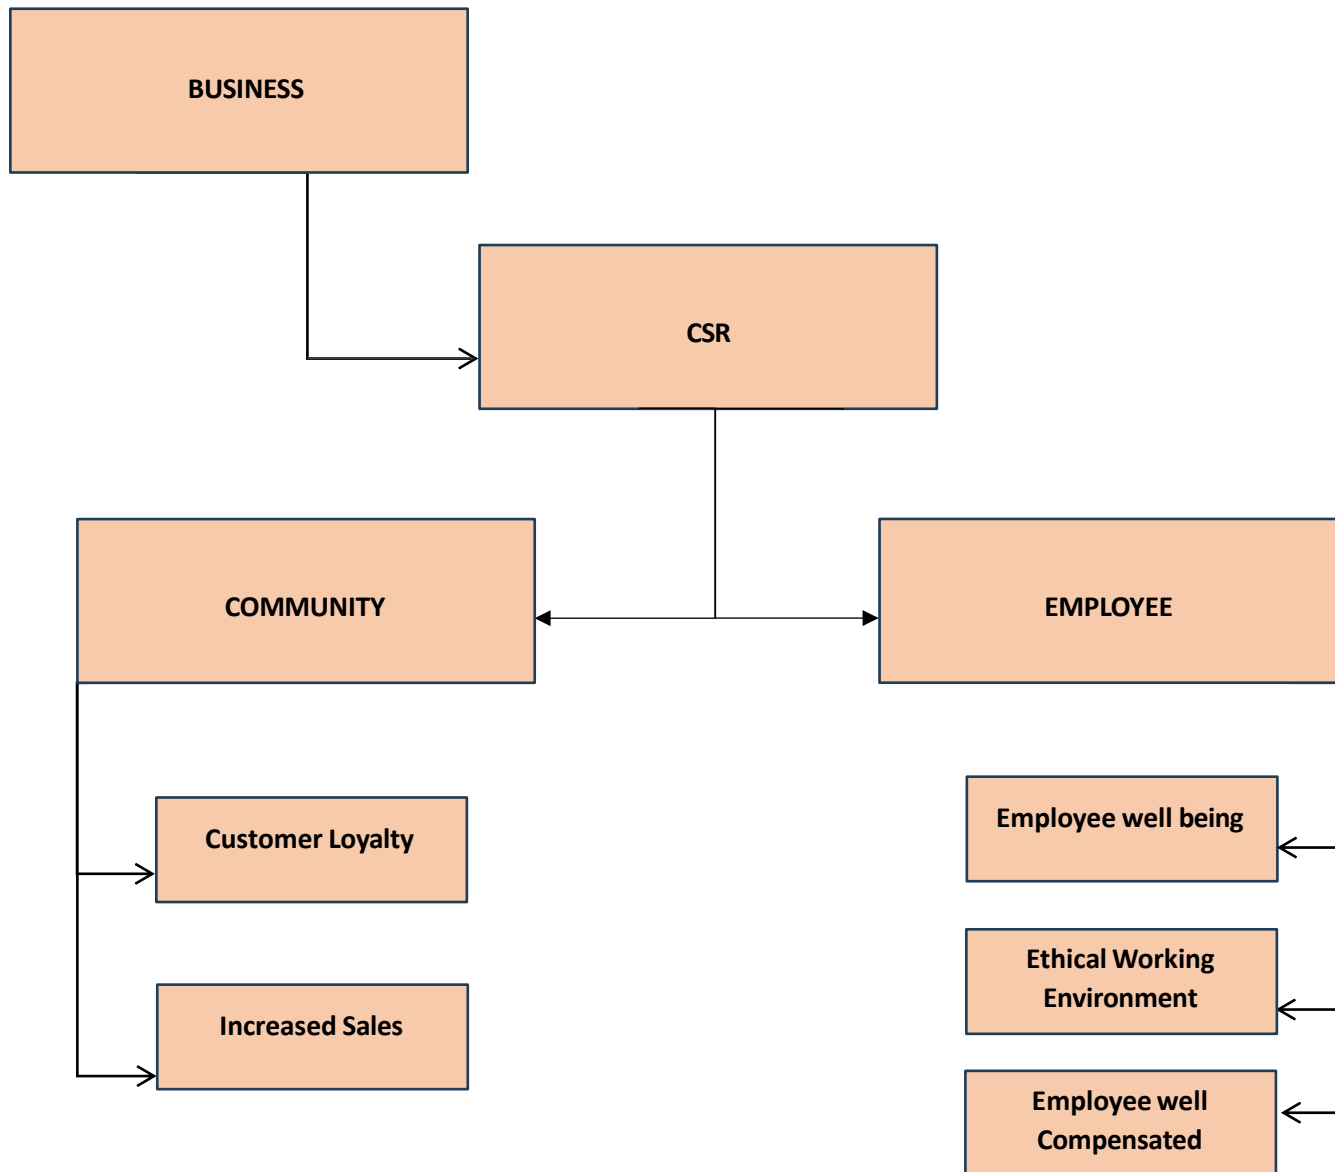 BUSINESS
CSR
COMMUNITY
EMPLOYEE
Customer Loyalty
Increased Sales
Employee well being
Ethical Working
Environment
Employee well
Compensated